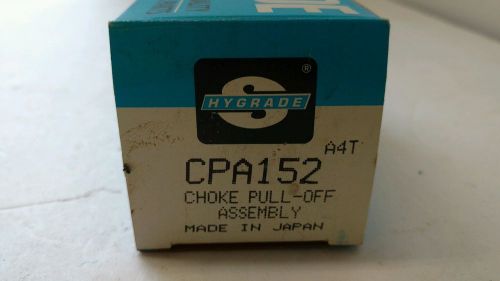 S
HYGRADE
®
A4T
CPA152
CHOKE PULL-OFF
ASSEMBLY
MADE IN JAPAN